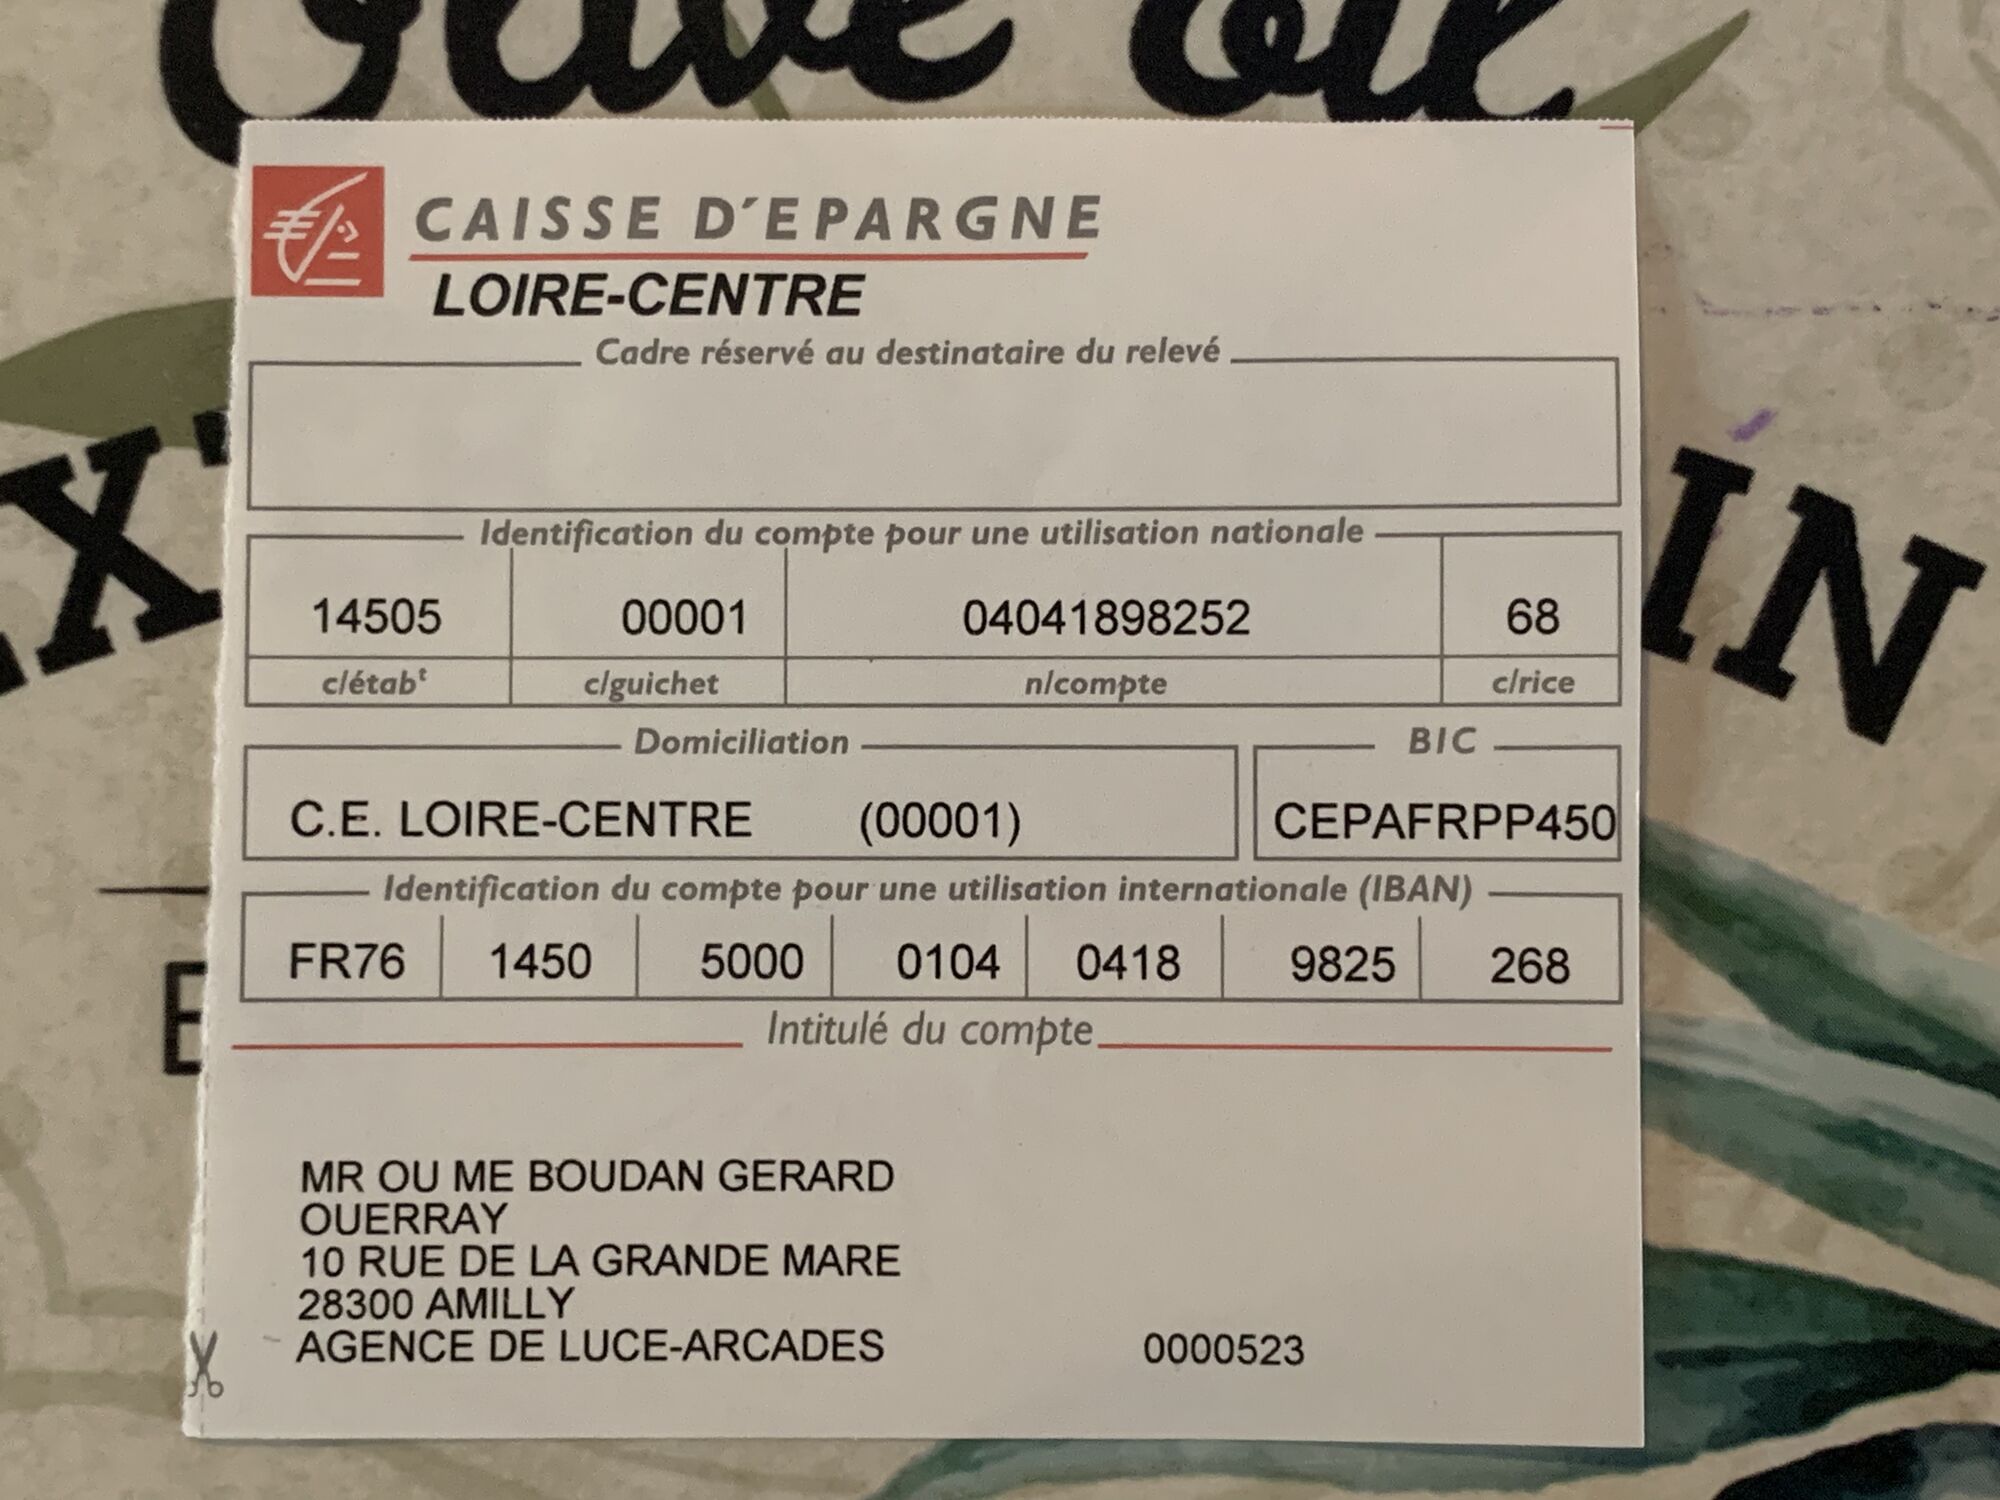 Olive Oil
CAISSE D'EPARGNE
LOIRE-CENTRE
Cadre réservé au destinataire du relevé
Identification du compte pour une utilisation nationale
14505 00001 04041898252 68
c/étabᵗ c/guichet n/compte c/rice
Domiciliation BIC
C.E. LOIRE-CENTRE (00001) CEPAFRPP450
Identification du compte pour une utilisation internationale (IBAN)
FR76 1450 5000 0104 0418 9825 268
Intitulé du compte
MR OU ME BOUDAN GERARD
OUERRAY
10 RUE DE LA GRANDE MARE
28300 AMILLY
AGENCE DE LUCE-ARCADES 0000523